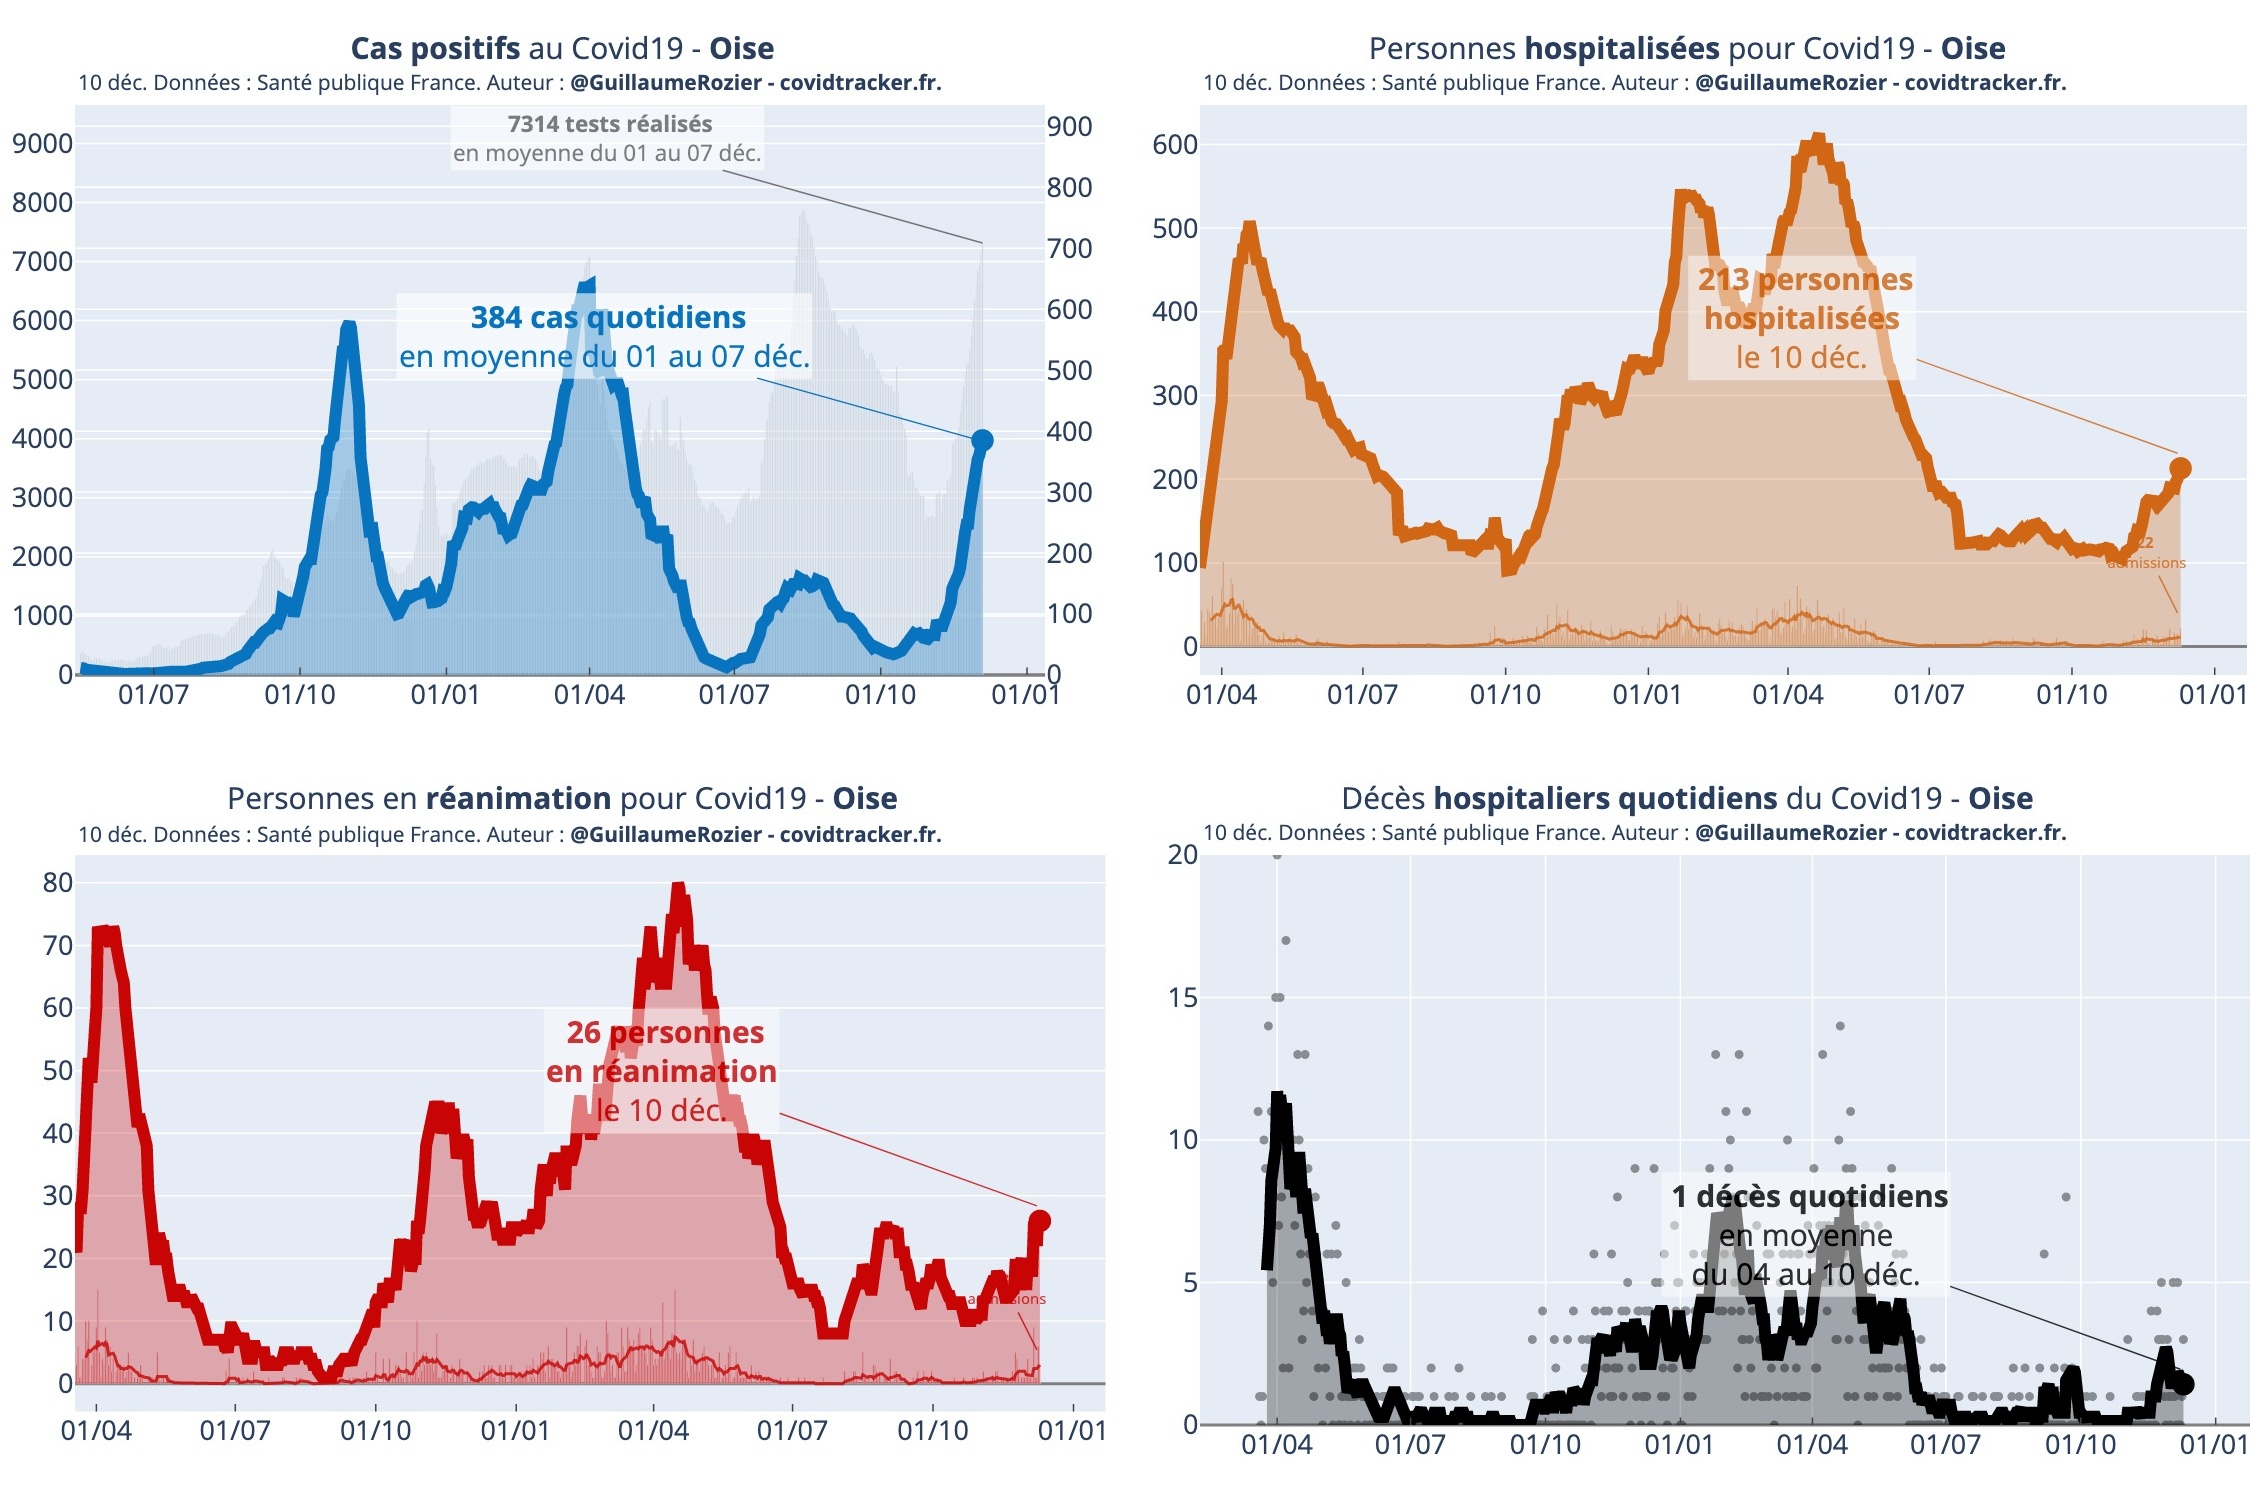 Cas positifs au Covid19 - Oise
10 déc. Données : Santé publique France. Auteur : @GuillaumeRozier - covidtracker.fr.
7314 tests réalisés
en moyenne du 01 au 07 déc.
384 cas quotidiens
en moyenne du 01 au 07 déc.
9000
8000
7000
6000
5000
4000
3000
2000
1000
0
900
800
700
600
500
400
300
200
100
0
01/07 01/10 01/01 01/04 01/07 01/10 01/01
Personnes hospitalisées pour Covid19 - Oise
10 déc. Données : Santé publique France. Auteur : @GuillaumeRozier - covidtracker.fr.
213 personnes
hospitalisées
le 10 déc.
22
admissions
600
500
400
300
200
100
0
01/04 01/07 01/10 01/01 01/04 01/07 01/10 01/01
Personnes en réanimation pour Covid19 - Oise
10 déc. Données : Santé publique France. Auteur : @GuillaumeRozier - covidtracker.fr.
26 personnes
en réanimation
le 10 déc.
admissions
80
70
60
50
40
30
20
10
0
01/04 01/07 01/10 01/01 01/04 01/07 01/10 01/01
Décès hospitaliers quotidiens du Covid19 - Oise
10 déc. Données : Santé publique France. Auteur : @GuillaumeRozier - covidtracker.fr.
1 décès quotidiens
en moyenne
du 04 au 10 déc.
20
15
10
5
0
01/04 01/07 01/10 01/01 01/04 01/07 01/10 01/01